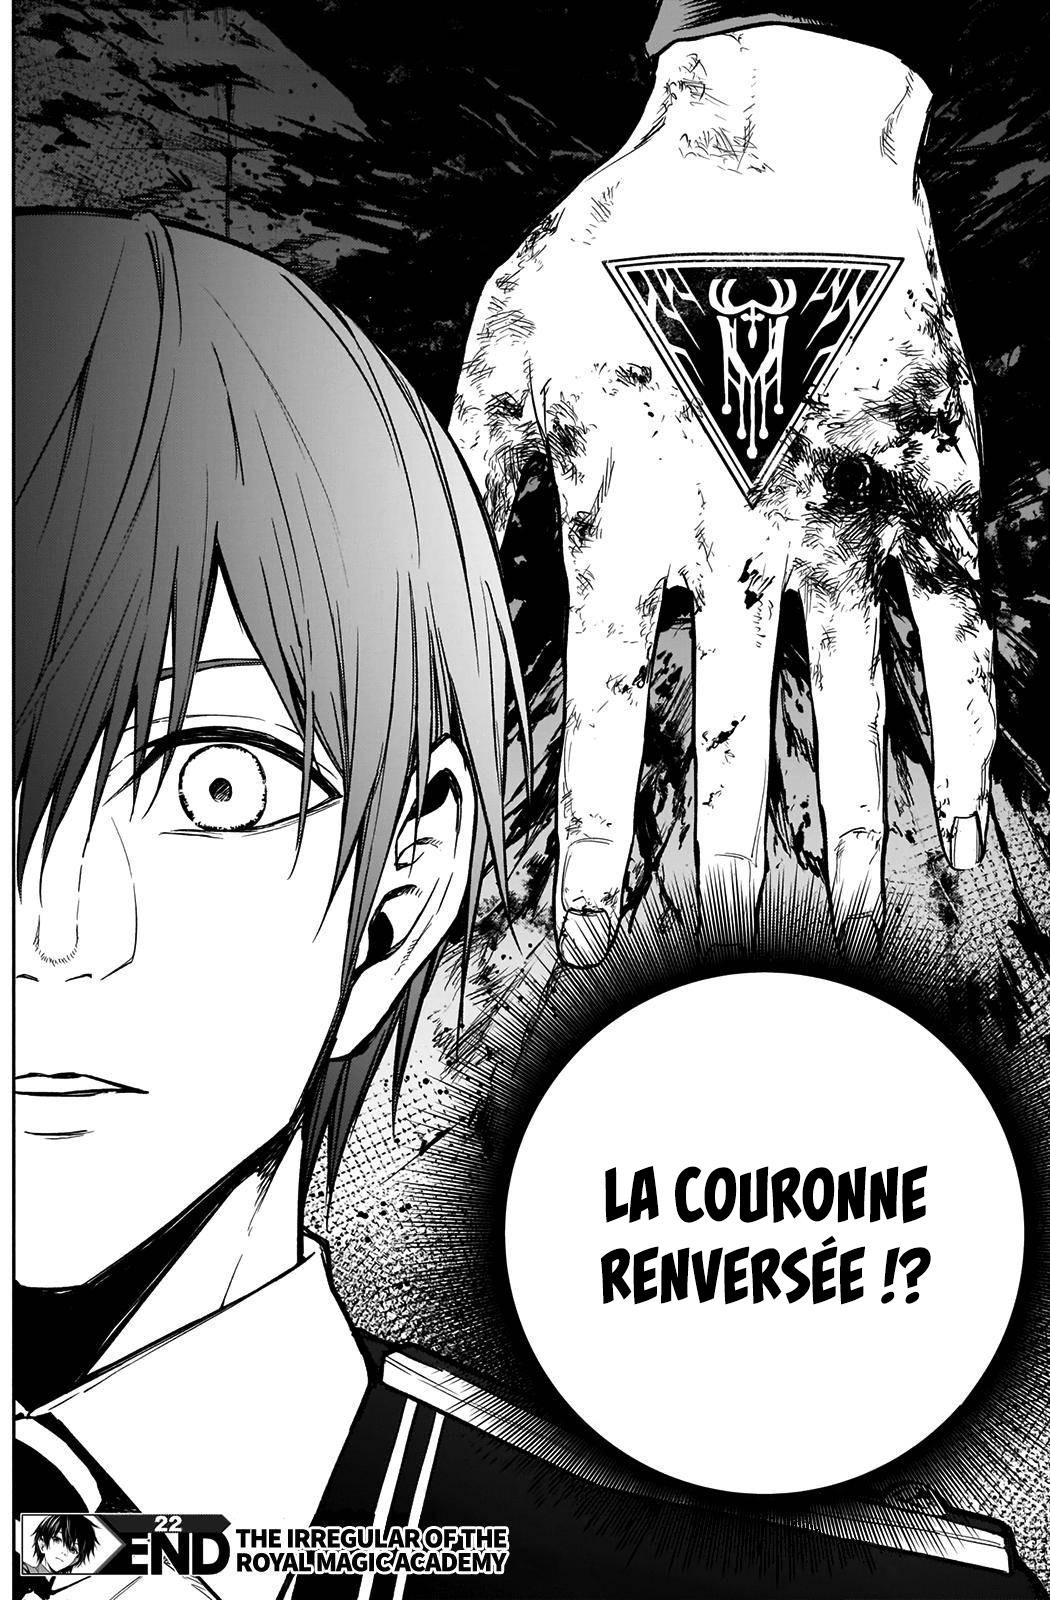 LA COURONNE
RENVERSÉE !?
22
END
THE IRREGULAR OF THE
ROYAL MAGIC ACADEMY